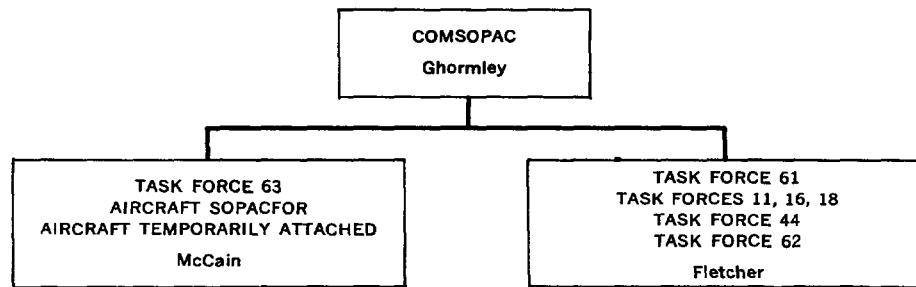 COMSOPAC
Ghormley
TASK FORCE 63
AIRCRAFT SOPACFOR
AIRCRAFT TEMPORARILY ATTACHED
McCain
TASK FORCE 61
TASK FORCES 11, 16, 18
TASK FORCE 44
TASK FORCE 62
Fletcher